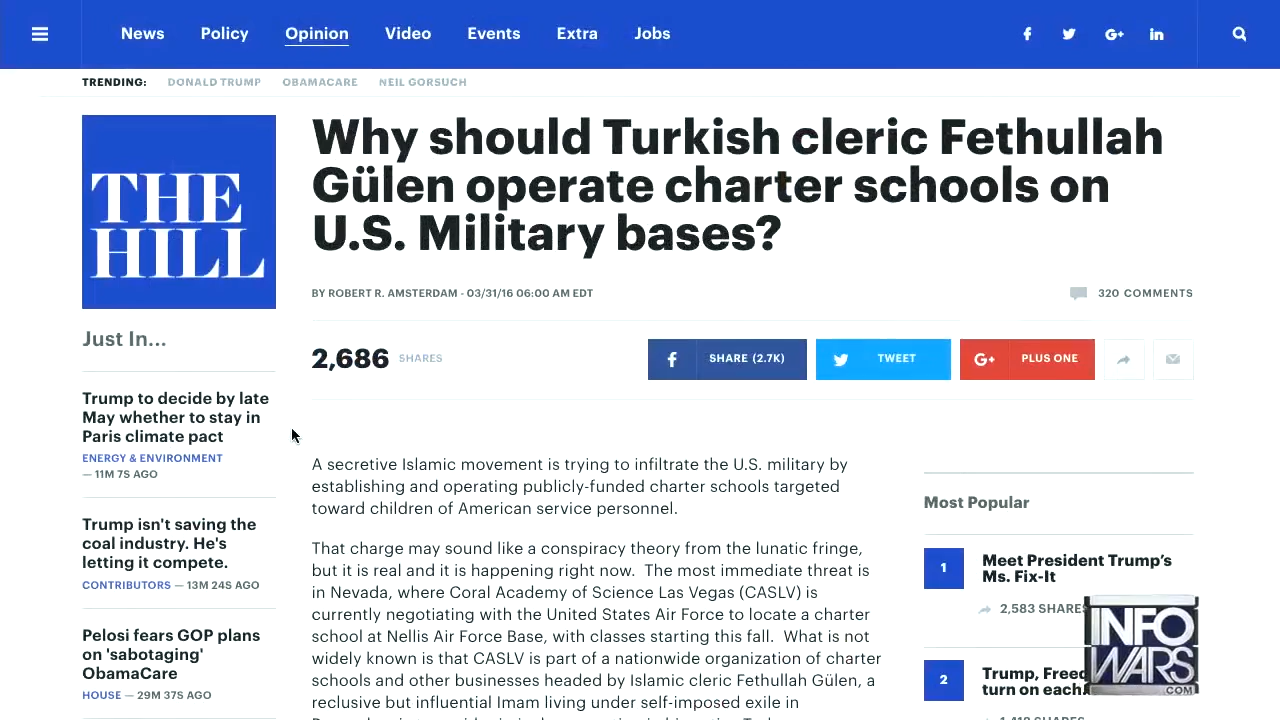 News Policy Opinion Video Events Extra Jobs
TRENDING: DONALD TRUMP OBAMACARE NEIL GORSUCH
THE
HILL
Why should Turkish cleric Fethullah
Gülen operate charter schools on
U.S. Military bases?
BY ROBERT R. AMSTERDAM - 03/31/16 06:00 AM EDT
320 COMMENTS
2,686 SHARES
SHARE (2.7K)
TWEET
PLUS ONE
Just In...
Trump to decide by late
May whether to stay in
Paris climate pact
ENERGY & ENVIRONMENT
— 11M 7S AGO
Trump isn't saving the
coal industry. He's
letting it compete.
CONTRIBUTORS — 13M 24S AGO
Pelosi fears GOP plans
on 'sabotaging'
ObamaCare
HOUSE — 29M 37S AGO
A secretive Islamic movement is trying to infiltrate the U.S. military by
establishing and operating publicly-funded charter schools targeted
toward children of American service personnel.
That charge may sound like a conspiracy theory from the lunatic fringe,
but it is real and it is happening right now. The most immediate threat is
in Nevada, where Coral Academy of Science Las Vegas (CASLV) is
currently negotiating with the United States Air Force to locate a charter
school at Nellis Air Force Base, with classes starting this fall. What is not
widely known is that CASLV is part of a nationwide organization of charter
schools and other businesses headed by Islamic cleric Fethullah Gülen, a
reclusive but influential Imam living under self-imposed exile in
Most Popular
1
Meet President Trump's
Ms. Fix-It
2,583 SHARES
2
Trump,
turn on each
INFO
WARS
.COM